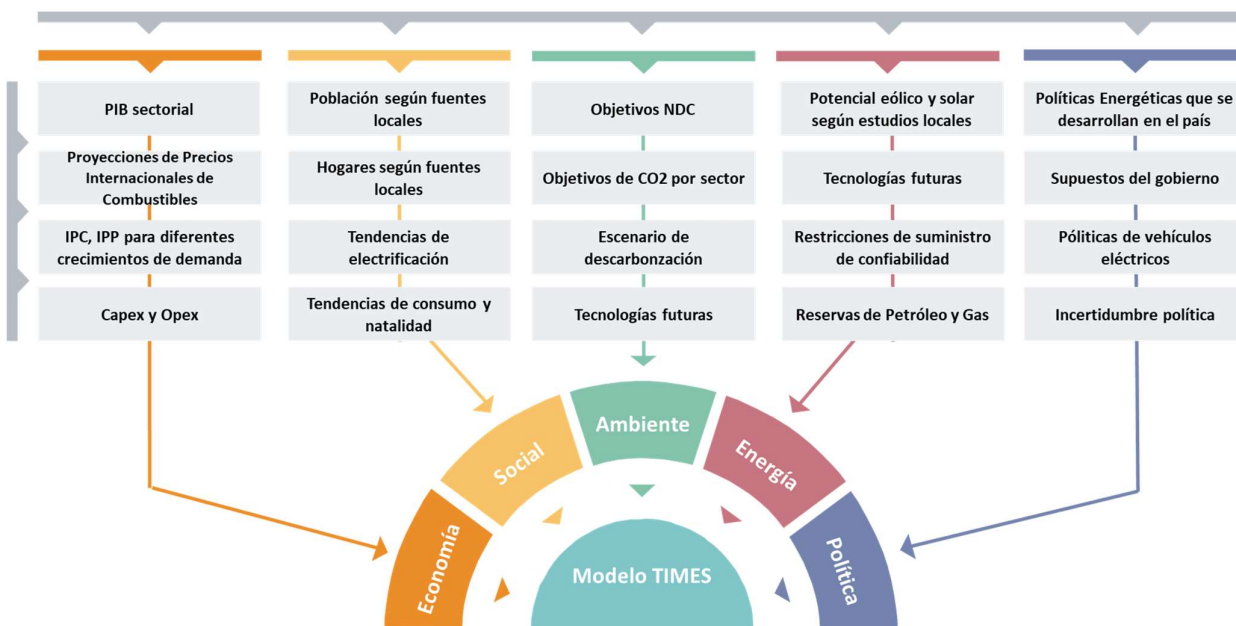 PIB sectorial
Proyecciones de Precios
Internacionales de
Combustibles
IPC, IPP para diferentes
crecimientos de demanda
Capex y Opex
Población según fuentes
locales
Hogares según fuentes
locales
Tendencias de
electrificación
Tendencias de consumo y
natalidad
Objetivos NDC
Objetivos de CO2 por sector
Escenario de
descarbonzación
Tecnologías futuras
Potencial eólico y solar
según estudios locales
Tecnologías futuras
Restricciones de suministro
de confiabilidad
Reservas de Petróleo y Gas
Políticas Energéticas que se
desarrollan en el país
Supuestos del gobierno
Póliticas de vehículos
eléctricos
Incertidumbre política
Economía
Social
Ambiente
Energía
Política
Modelo TIMES